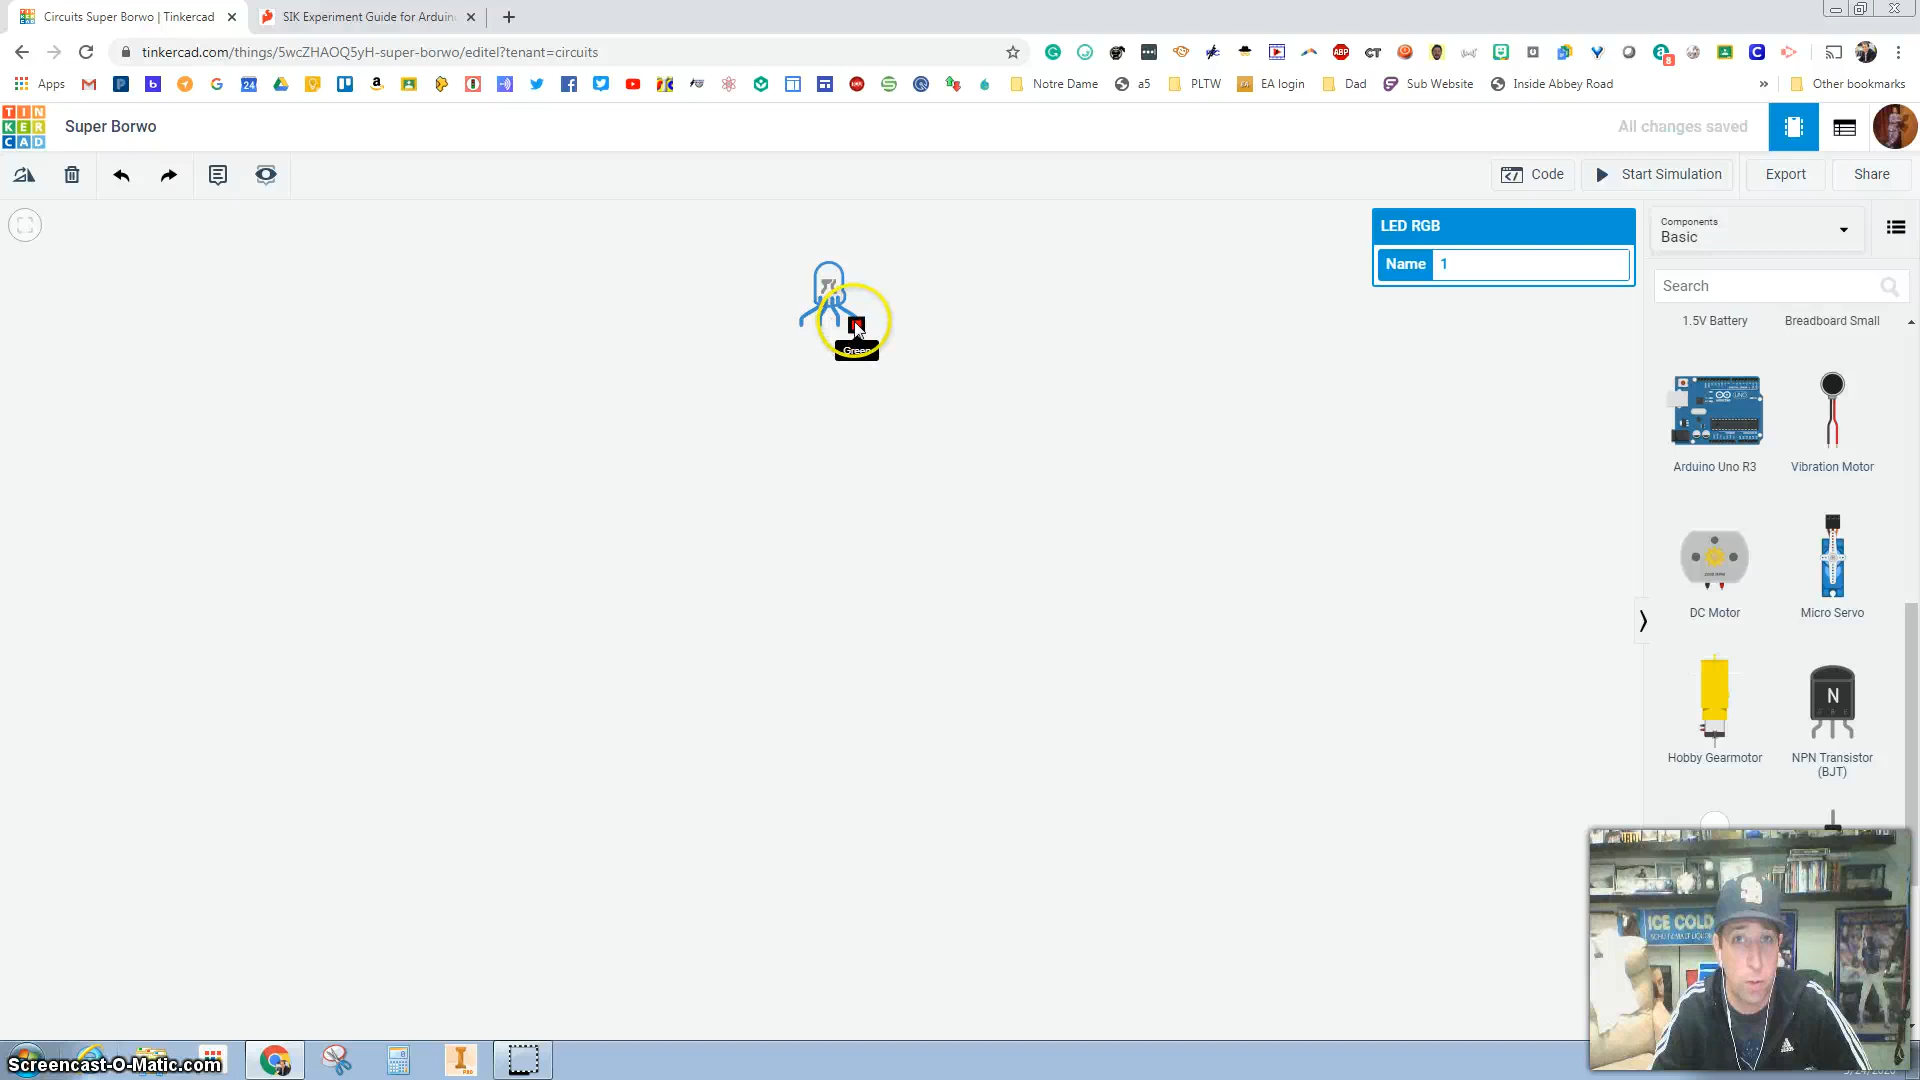 Circuits Super Borwo | Tinkercad
SIK Experiment Guide for Arduin
tinkercad.com/things/5wcZHAOQ5yH-super-borwo/editel?tenant=circuits
Apps
Notre Dame
a5
PLTW
EA login
Dad
Sub Website
Inside Abbey Road
»
Other bookmarks
TIN
KER
CAD
Super Borwo
All changes saved
Code
Start Simulation
Export
Share
LED RGB
Name 1
Green
Components
Basic
Search
1.5V Battery
Breadboard Small
Arduino Uno R3
Vibration Motor
DC Motor
Micro Servo
N
Hobby Gearmotor
NPN Transistor
(BJT)
ICE COLD
Screencast-O-Matic.com